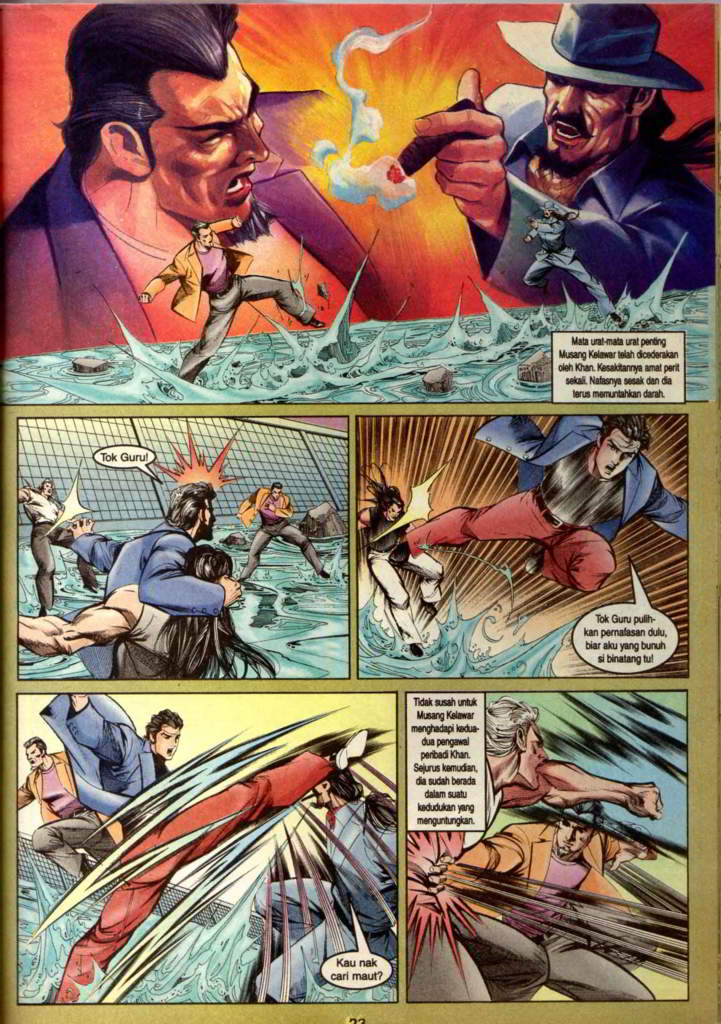 Mata urat-mata urat penting
Musang Kelawar telah dicederakan
oleh Khan. Kesakitannya amat perit
sekali. Nafasnya sesak dan dia
terus memuntahkan darah.
Tok Guru!
Tok Guru pulih-
kan pernafasan dulu,
biar aku yang bunuh
si binatang tu!
Kau nak
cari maut?
Tidak susah untuk
Musang Kelawar
menghadapi kedua-
dua pengawal
peribadi Khan.
Sejurus kemudian,
dia sudah berada
dalam suatu
kedudukan yang
menguntungkan.
23